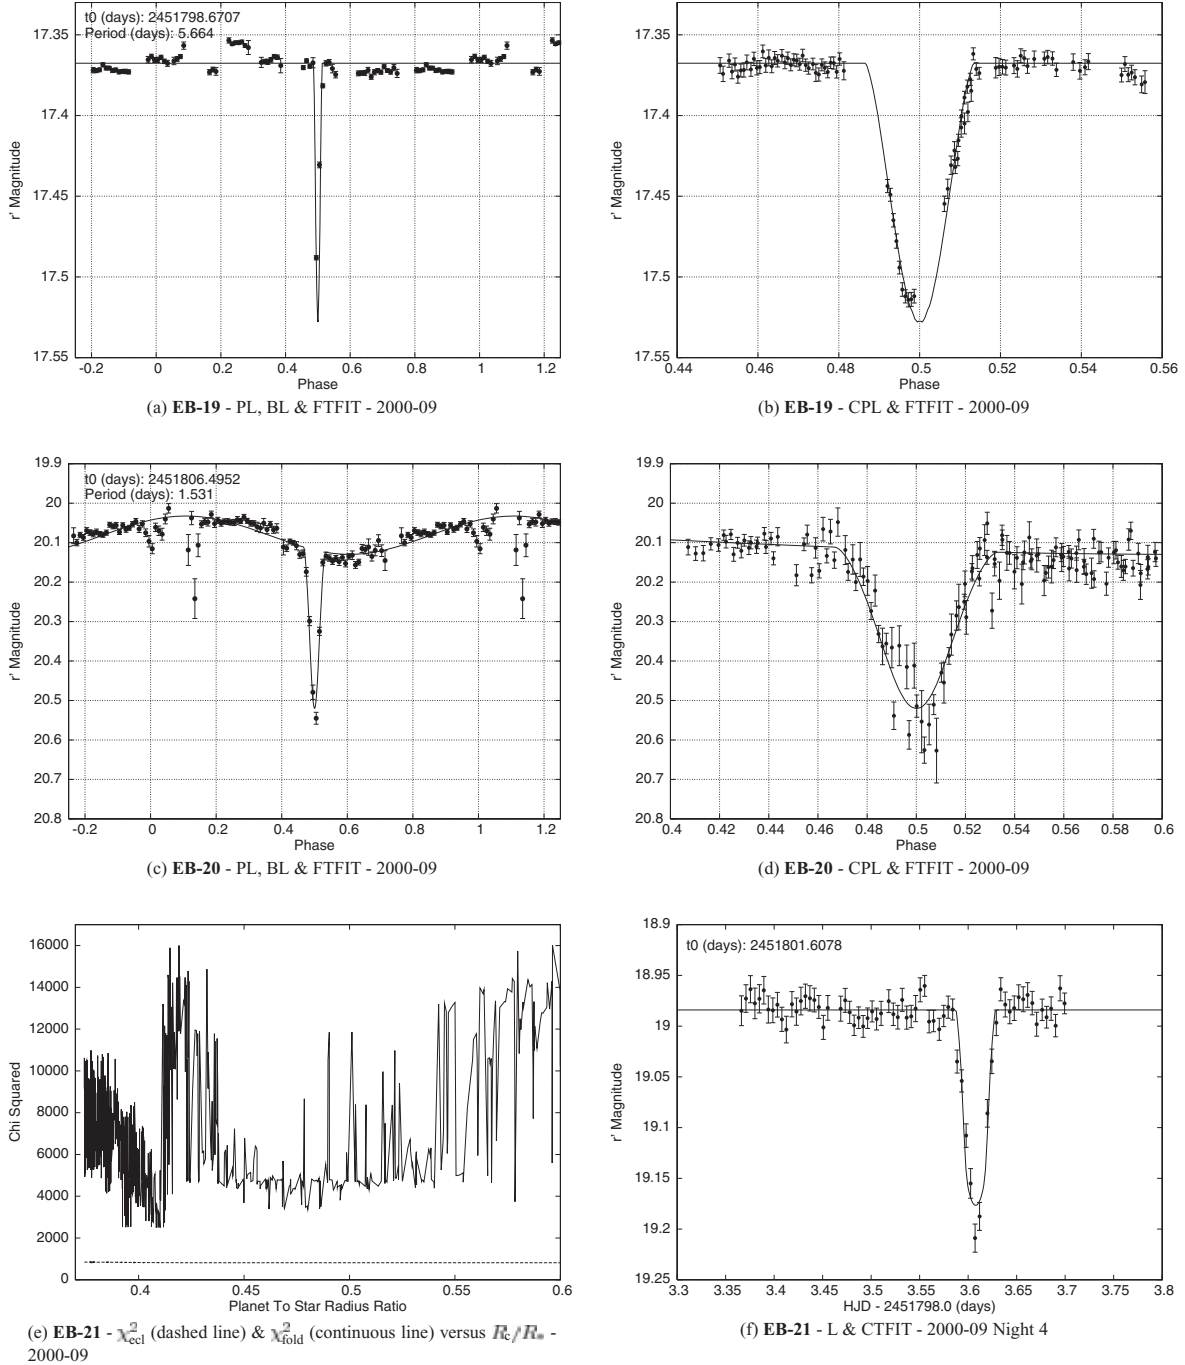 t0 (days): 2451798.6707
Period (days): 5.664
17.35
17.4
17.45
17.5
17.55
r' Magnitude
-0.2 0 0.2 0.4 0.6 0.8 1 1.2
Phase
(a) EB-19 - PL, BL & FTFIT - 2000-09
17.35
17.4
17.45
17.5
17.55
r' Magnitude
0.44 0.46 0.48 0.5 0.52 0.54 0.56
Phase
(b) EB-19 - CPL & FTFIT - 2000-09
t0 (days): 2451806.4952
Period (days): 1.531
19.9
20
20.1
20.2
20.3
20.4
20.5
20.6
20.7
20.8
r' Magnitude
-0.2 0 0.2 0.4 0.6 0.8 1 1.2
Phase
(c) EB-20 - PL, BL & FTFIT - 2000-09
19.9
20
20.1
20.2
20.3
20.4
20.5
20.6
20.7
20.8
r' Magnitude
0.4 0.42 0.44 0.46 0.48 0.5 0.52 0.54 0.56 0.58 0.6
Phase
(d) EB-20 - CPL & FTFIT - 2000-09
16000
14000
12000
10000
8000
6000
4000
2000
0
Chi Squared
0.4 0.45 0.5 0.55 0.6
Planet To Star Radius Ratio
(e) EB-21 - χ²ecl (dashed line) & χ²fold (continuous line) versus Rc/R* -
2000-09
t0 (days): 2451801.6078
18.9
18.95
19
19.05
19.1
19.15
19.2
19.25
r' Magnitude
3.3 3.35 3.4 3.45 3.5 3.55 3.6 3.65 3.7 3.75 3.8
HJD - 2451798.0 (days)
(f) EB-21 - L & CTFIT - 2000-09 Night 4